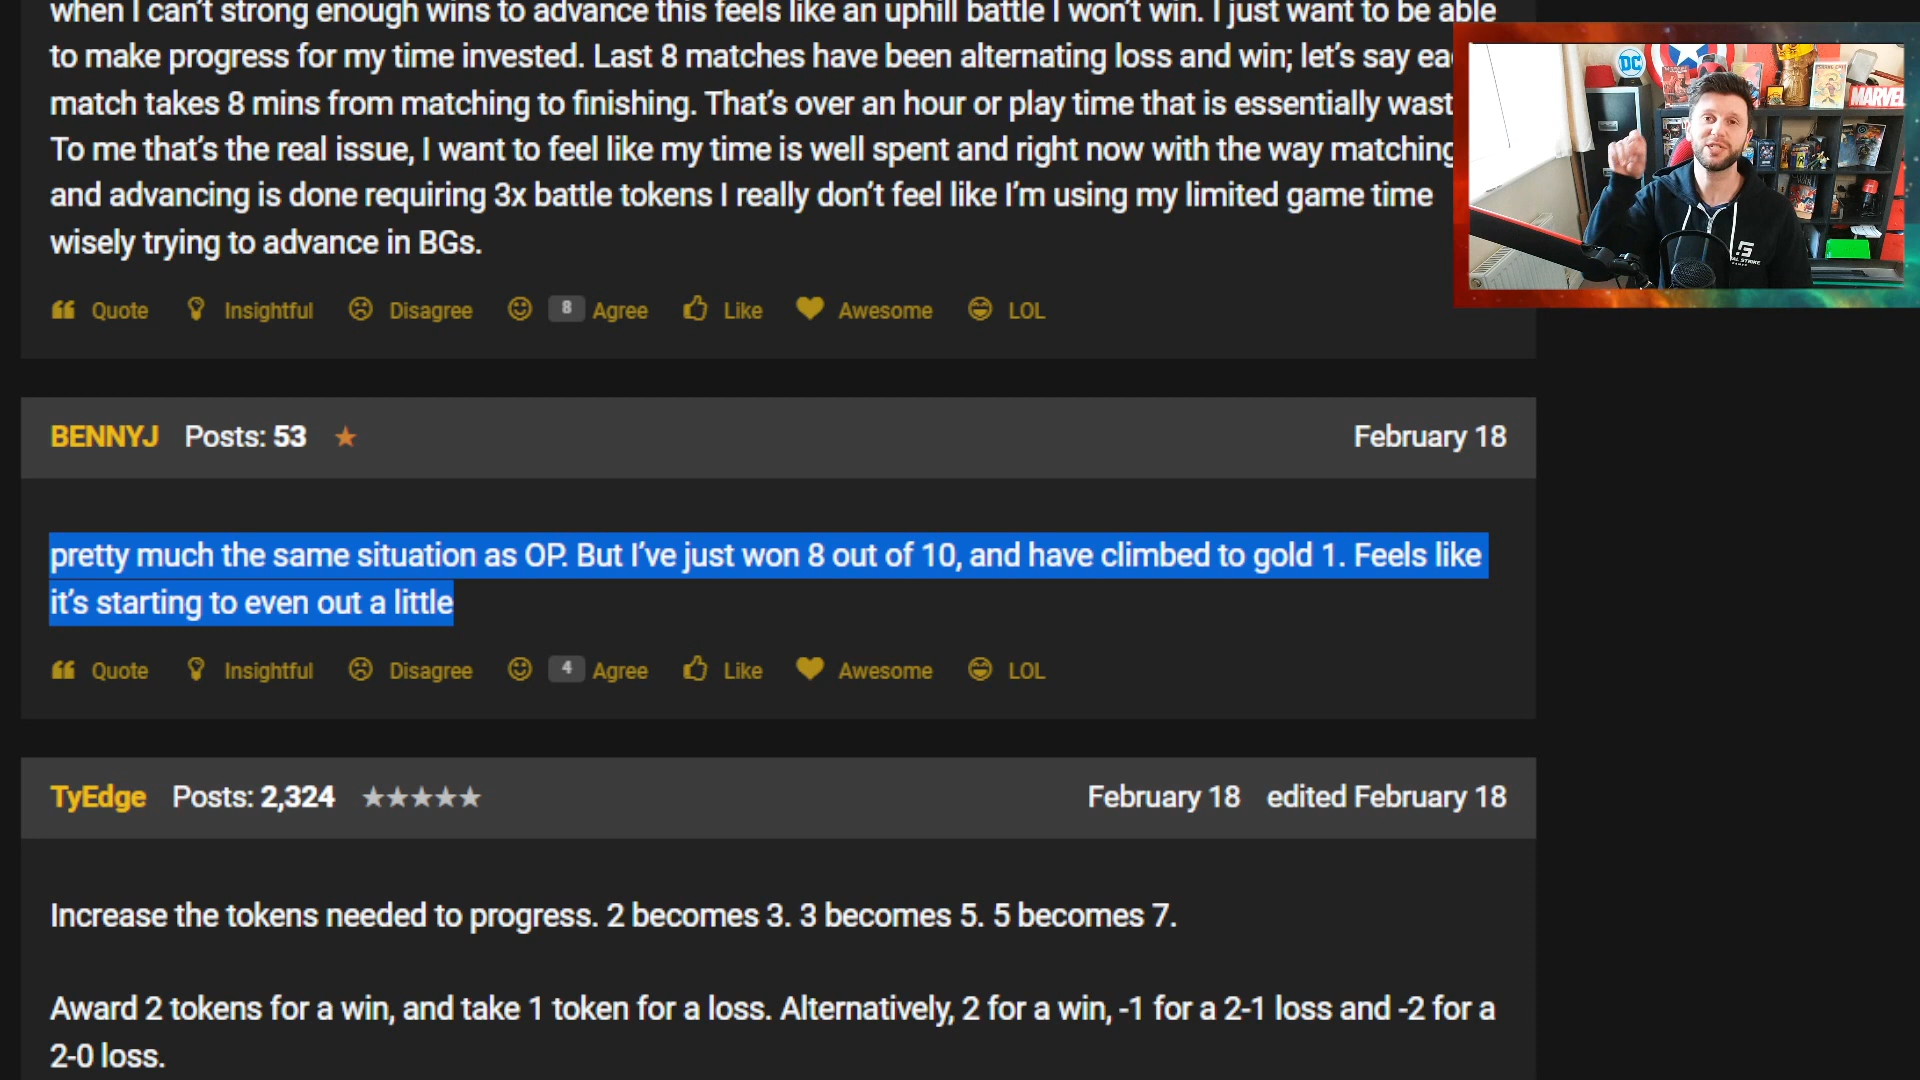 when I can't strong enough wins to advance this feels like an uphill battle I won't win. I just want to be able
to make progress for my time invested. Last 8 matches have been alternating loss and win; let's say ea
match takes 8 mins from matching to finishing. That's over an hour or play time that is essentially wast
To me that's the real issue, I want to feel like my time is well spent and right now with the way matching
and advancing is done requiring 3x battle tokens I really don't feel like I'm using my limited game time
wisely trying to advance in BGs.
Quote Insightful Disagree 8 Agree Like Awesome LOL
BENNYJ Posts: 53 February 18
pretty much the same situation as OP. But I've just won 8 out of 10, and have climbed to gold 1. Feels like
it's starting to even out a little
Quote Insightful Disagree 4 Agree Like Awesome LOL
TyEdge Posts: 2,324 February 18 edited February 18
Increase the tokens needed to progress. 2 becomes 3. 3 becomes 5. 5 becomes 7.
Award 2 tokens for a win, and take 1 token for a loss. Alternatively, 2 for a win, -1 for a 2-1 loss and -2 for a
2-0 loss.
DC
MARVEL